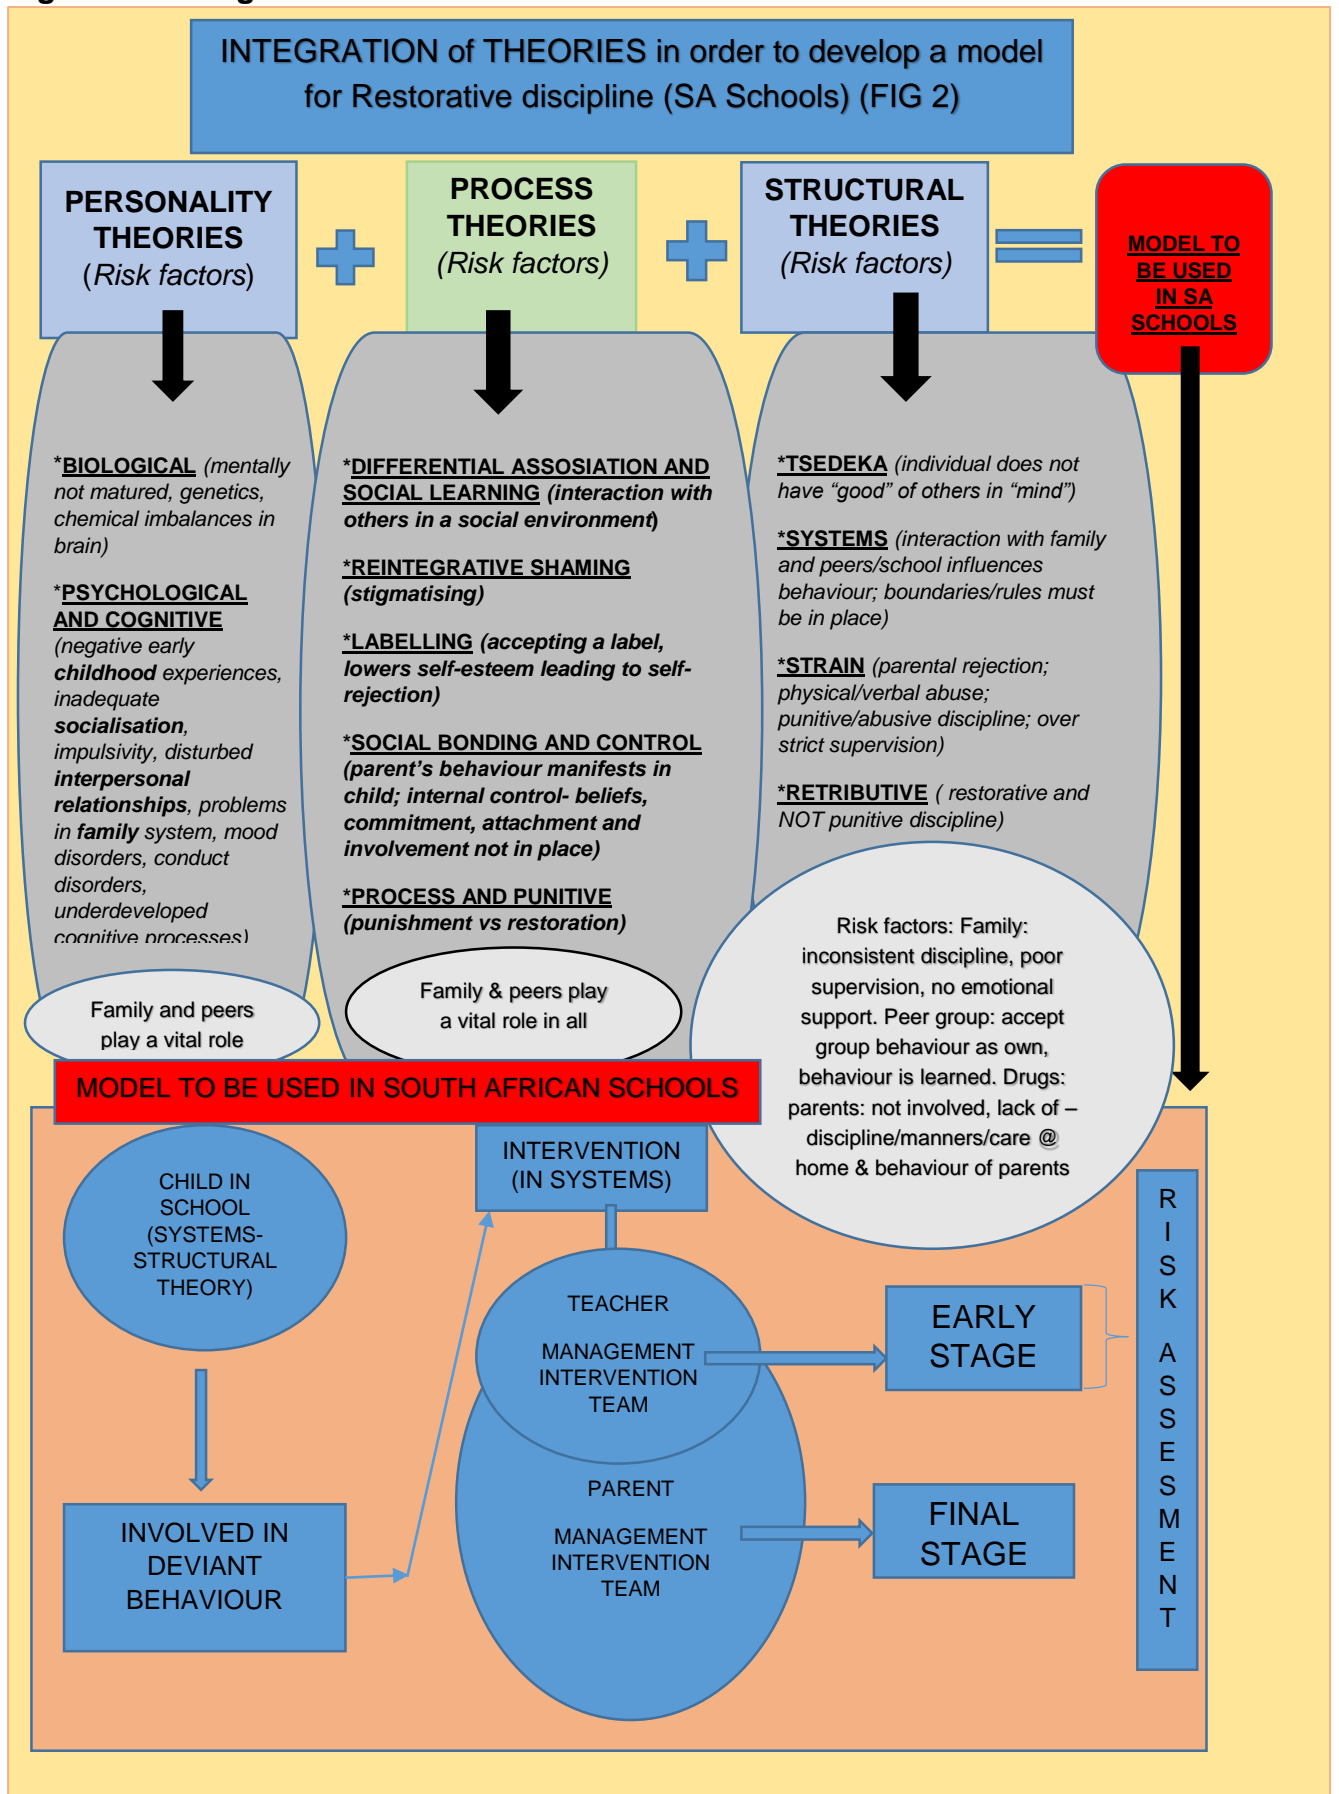 INTEGRATION of THEORIES in order to develop a model
for Restorative discipline (SA Schools) (FIG 2)
PERSONALITY
THEORIES
(Risk factors)
PROCESS
THEORIES
(Risk factors)
STRUCTURAL
THEORIES
(Risk factors)
MODEL TO
BE USED
IN SA
SCHOOLS
*BIOLOGICAL (mentally
not matured, genetics,
chemical imbalances in
brain)
*PSYCHOLOGICAL
AND COGNITIVE
(negative early
childhood experiences,
inadequate
socialisation,
impulsivity, disturbed
interpersonal
relationships, problems
in family system, mood
disorders, conduct
disorders,
underdeveloped
cognitive processes)
Family and peers
play a vital role
*DIFFERENTIAL ASSOSIATION AND
SOCIAL LEARNING (interaction with
others in a social environment)
*REINTEGRATIVE SHAMING
(stigmatising)
*LABELLING (accepting a label,
lowers self-esteem leading to self-
rejection)
*SOCIAL BONDING AND CONTROL
(parent's behaviour manifests in
child; internal control- beliefs,
commitment, attachment and
involvement not in place)
*PROCESS AND PUNITIVE
(punishment vs restoration)
Family & peers play
a vital role in all
*TSEDEKA (individual does not
have “good” of others in “mind”)
*SYSTEMS (interaction with family
and peers/school influences
behaviour; boundaries/rules must
be in place)
*STRAIN (parental rejection;
physical/verbal abuse;
punitive/abusive discipline; over
strict supervision)
*RETRIBUTIVE ( restorative and
NOT punitive discipline)
Risk factors: Family:
inconsistent discipline, poor
supervision, no emotional
support. Peer group: accept
group behaviour as own,
behaviour is learned. Drugs:
parents: not involved, lack of –
discipline/manners/care @
home & behaviour of parents
MODEL TO BE USED IN SOUTH AFRICAN SCHOOLS
CHILD IN
SCHOOL
(SYSTEMS-
STRUCTURAL
THEORY)
INVOLVED IN
DEVIANT
BEHAVIOUR
INTERVENTION
(IN SYSTEMS)
TEACHER
MANAGEMENT
INTERVENTION
TEAM
PARENT
MANAGEMENT
INTERVENTION
TEAM
EARLY
STAGE
FINAL
STAGE
RISK ASSESMENT